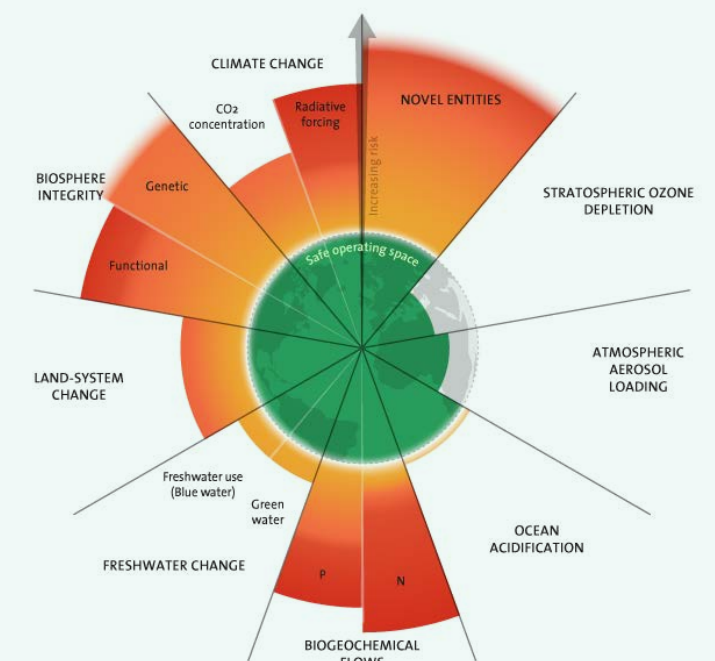 CLIMATE CHANGE
CO2
concentration
Radiative
forcing
NOVEL ENTITIES
Increasing risk
BIOSPHERE
INTEGRITY
Genetic
Functional
STRATOSPHERIC OZONE
DEPLETION
Safe operating space
LAND-SYSTEM
CHANGE
ATMOSPHERIC
AEROSOL
LOADING
Freshwater use
(Blue water)
Green
water
FRESHWATER CHANGE
P
N
OCEAN
ACIDIFICATION
BIOGEOCHEMICAL
FLOWS